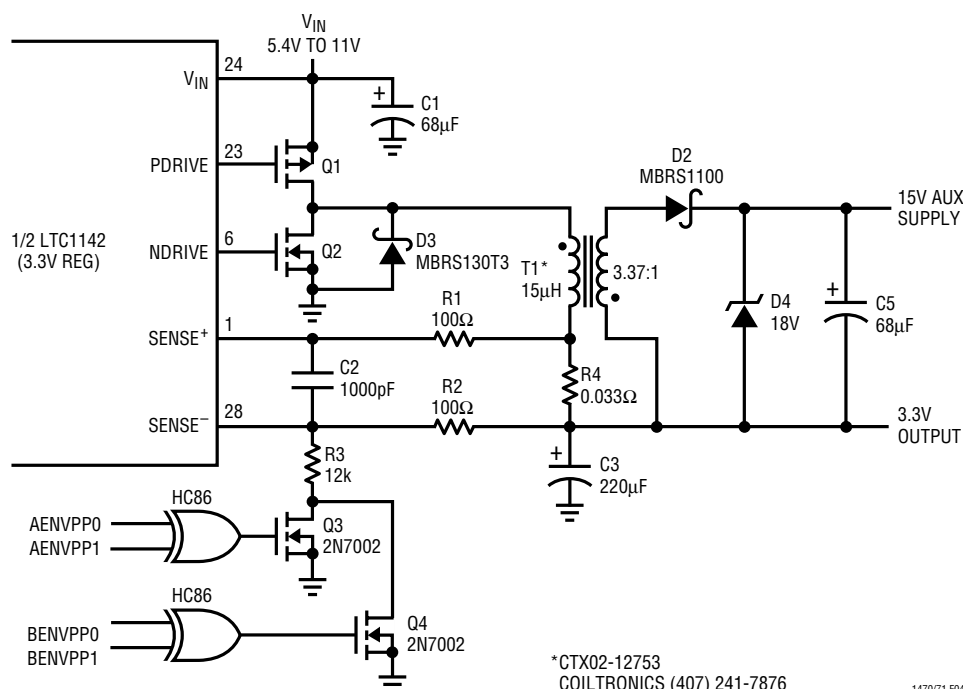 VIN
5.4V TO 11V
VIN
24
+
C1
68µF
PDRIVE
23
Q1
D2
MBRS1100
15V AUX
SUPPLY
1/2 LTC1142
(3.3V REG)
NDRIVE
6
Q2
D3
MBRS130T3
T1*
15µH
3.37:1
D4
18V
+
C5
68µF
SENSE+
1
R1
100Ω
C2
1000pF
R2
100Ω
R4
0.033Ω
SENSE–
28
3.3V
OUTPUT
R3
12k
+
C3
220µF
HC86
AENVPP0
AENVPP1
Q3
2N7002
HC86
BENVPP0
BENVPP1
Q4
2N7002
*CTX02-12753
COILTRONICS (407) 241-7876